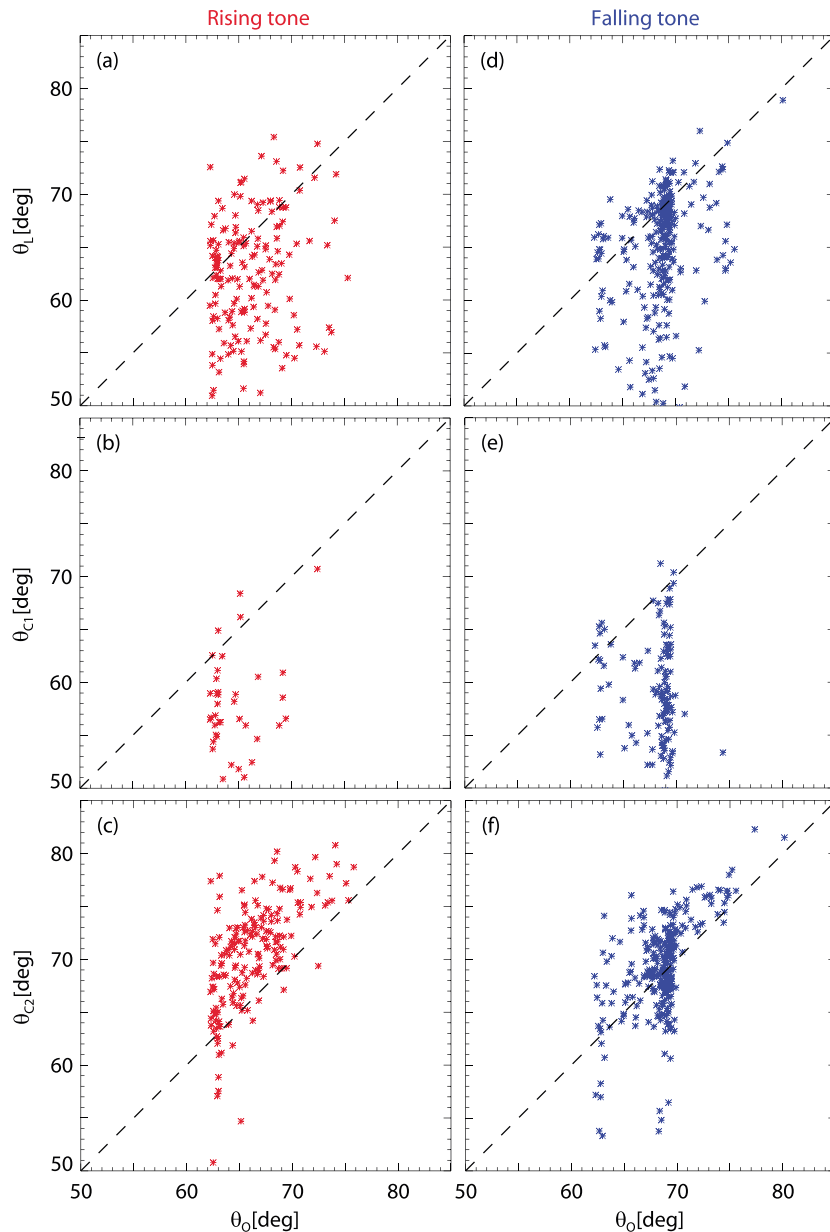 Rising tone Falling tone
(a) (d)
80
70
60
50
θL[deg]
(b) (e)
80
70
60
50
θC1[deg]
(c) (f)
80
70
60
50
θC2[deg]
50 60 70 80 50 60 70 80
θO[deg] θO[deg]